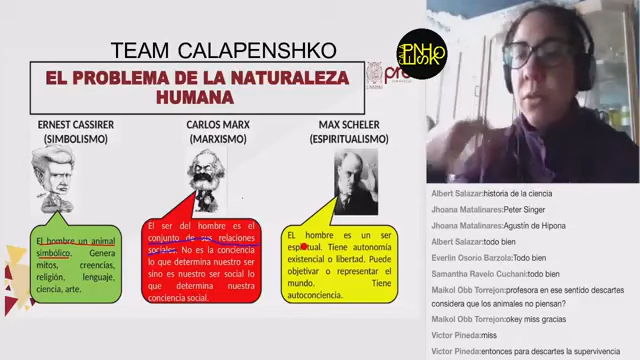 TEAM CALAPENSHKO
EL PROBLEMA DE LA NATURALEZA
HUMANA
ERNEST CASSIRER
(SIMBOLISMO)
El hombre un animal
simbólico. Genera
mitos, creencias,
religión, lenguaje,
ciencia, arte.
CARLOS MARX
(MARXISMO)
El ser del hombre es el
conjunto de sus relaciones
sociales. No es la conciencia
lo que determina nuestro ser
sino es nuestro ser social lo
que determina nuestra
conciencia social.
MAX SCHELER
(ESPIRITUALISMO)
EL hombre es un ser
espiritual. Tiene autonomía
existencial o libertad. Puede
objetivar o representar el
mundo. Tiene
autoconciencia.
Albert Salazar:historia de la ciencia
Jhoana Matalinares:Peter Singer
Jhoana Matalinares:Agustín de Hipona
Albert Salazar:todo bien
Everlin Osorio Barzola:Todo bien
Samantha Ravelo Cuchani:todo bien
Maikol Obb Torrejon:profesora en ese sentido descartes
considera que los animales no piensan?
Maikol Obb Torrejon:okey miss gracias
Victor Pineda:miss
Victor Pineda:entonces para descartes la supervivencia